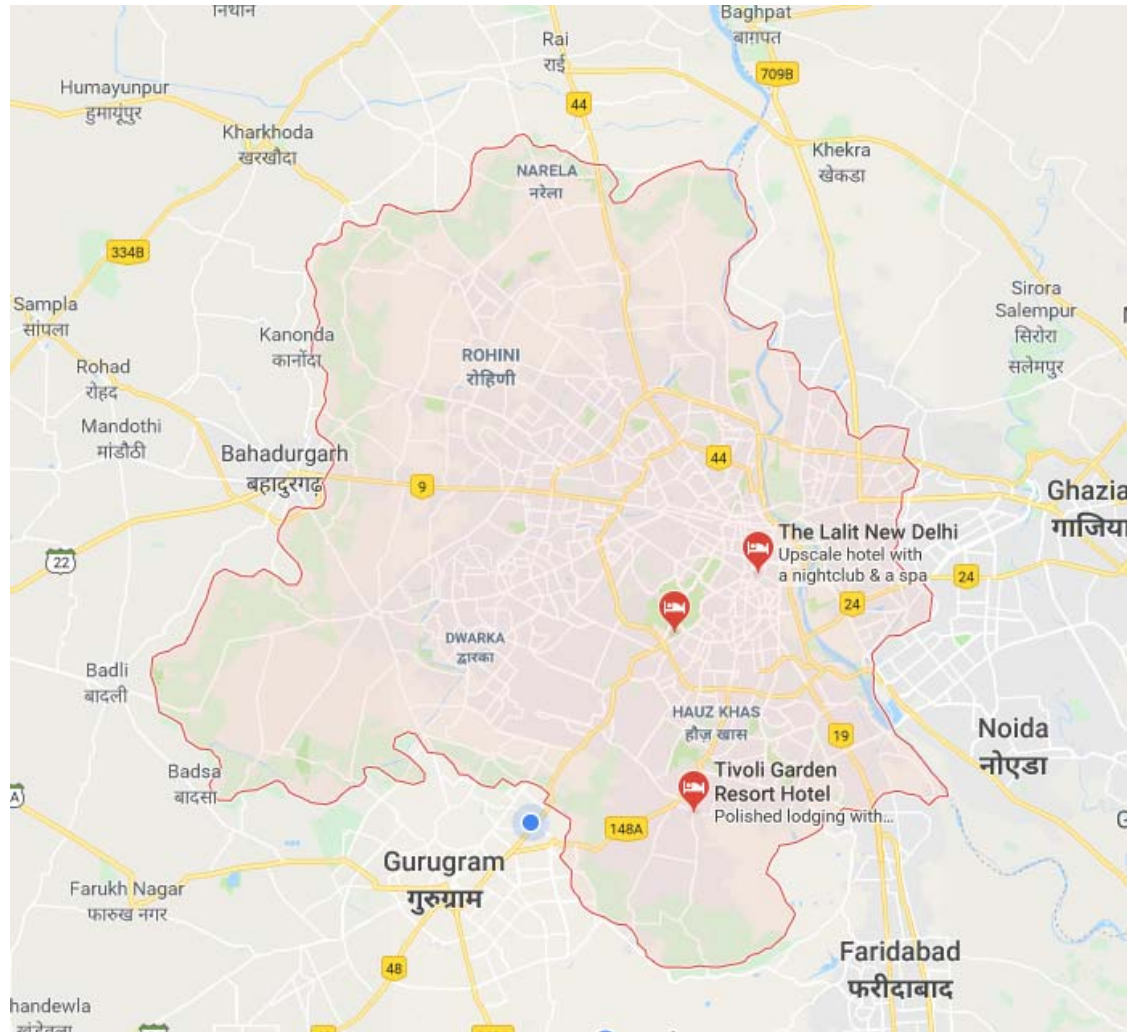 Baghpat
बाग़पत
Rai
राई
709B
Humayunpur
हुमायूंपुर
44
Kharkhoda
खरखौदा
Khekra
खेकडा
NARELA
नरेला
334B
Sampla
सांपला
Sirora
Salempur
सिरोरा
सलेमपुर
Kanonda
कानोंदा
ROHINI
रोहिणी
Rohad
रोहद
Mandothi
मांडौठी
Bahadurgarh
बहादुरगढ़
44
9
Ghazia
गाजिया
The Lalit New Delhi
Upscale hotel with
a nightclub & a spa
22
24
24
DWARKA
द्वारका
Badli
बादली
HAUZ KHAS
हौज़ खास
19
Noida
नोएडा
Badsa
बादसा
Tivoli Garden
Resort Hotel
Polished lodging with...
148A
Gurugram
गुरुग्राम
Farukh Nagar
फारुख नगर
Faridabad
फरीदाबाद
48
handewla